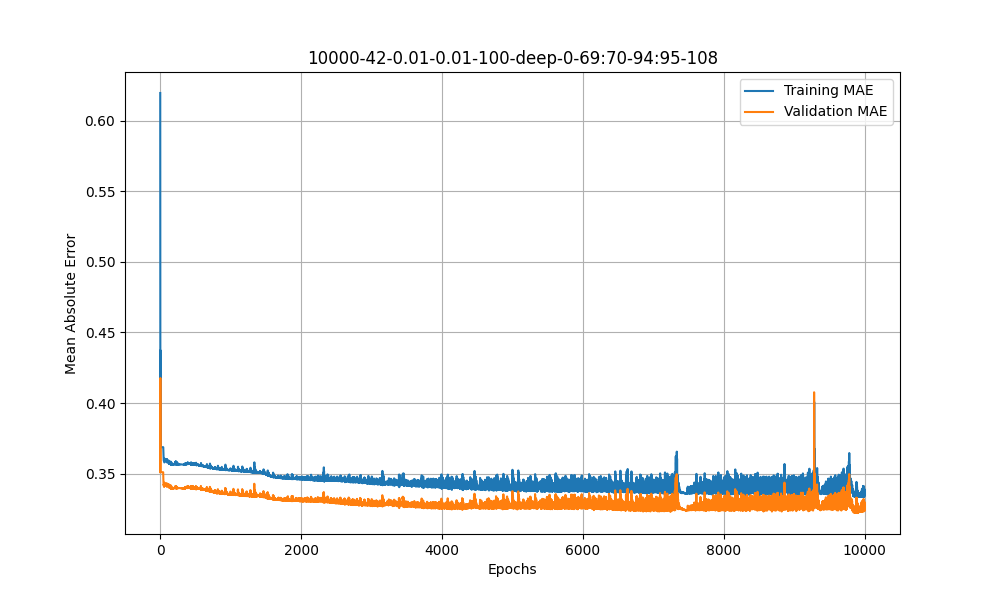 10000-42-0.01-0.01-100-deep-0-69:70-94:95-108
Training MAE
Validation MAE
0.60
0.55
0.50
0.45
0.40
0.35
Mean Absolute Error
0
2000
4000
6000
8000
10000
Epochs